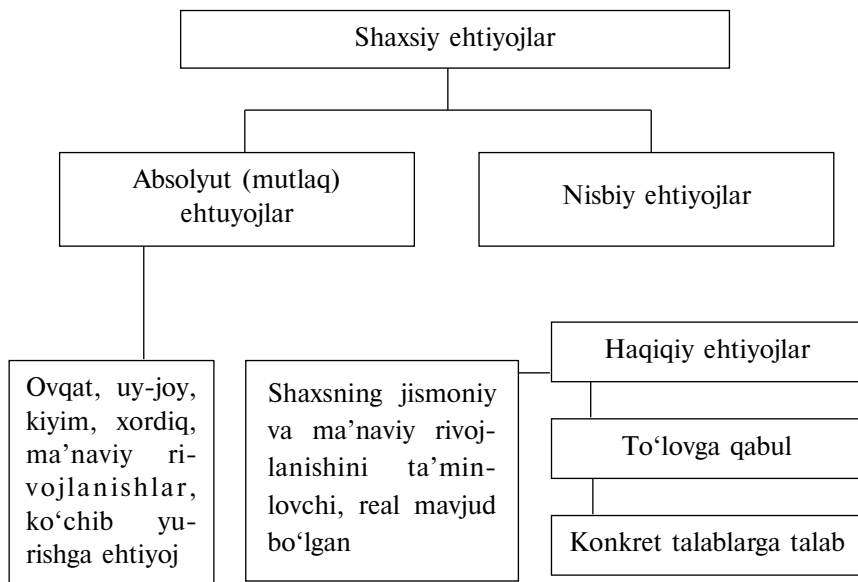 Shaxsiy ehtiyojlar
Absolyut (mutlaq)
ehtuyojlar
Nisbiy ehtiyojlar
Ovqat, uy-joy,
kiyim, xordiq,
ma’naviy ri-
vojlanishlar,
ko‘chib yu-
rishga ehtiyoj
Shaxsning jismoniy
va ma’naviy rivoj-
lanishini ta’min-
lovchi, real mavjud
bo‘lgan
Haqiqiy ehtiyojlar
To‘lovga qabul
Konkret talablarga talab